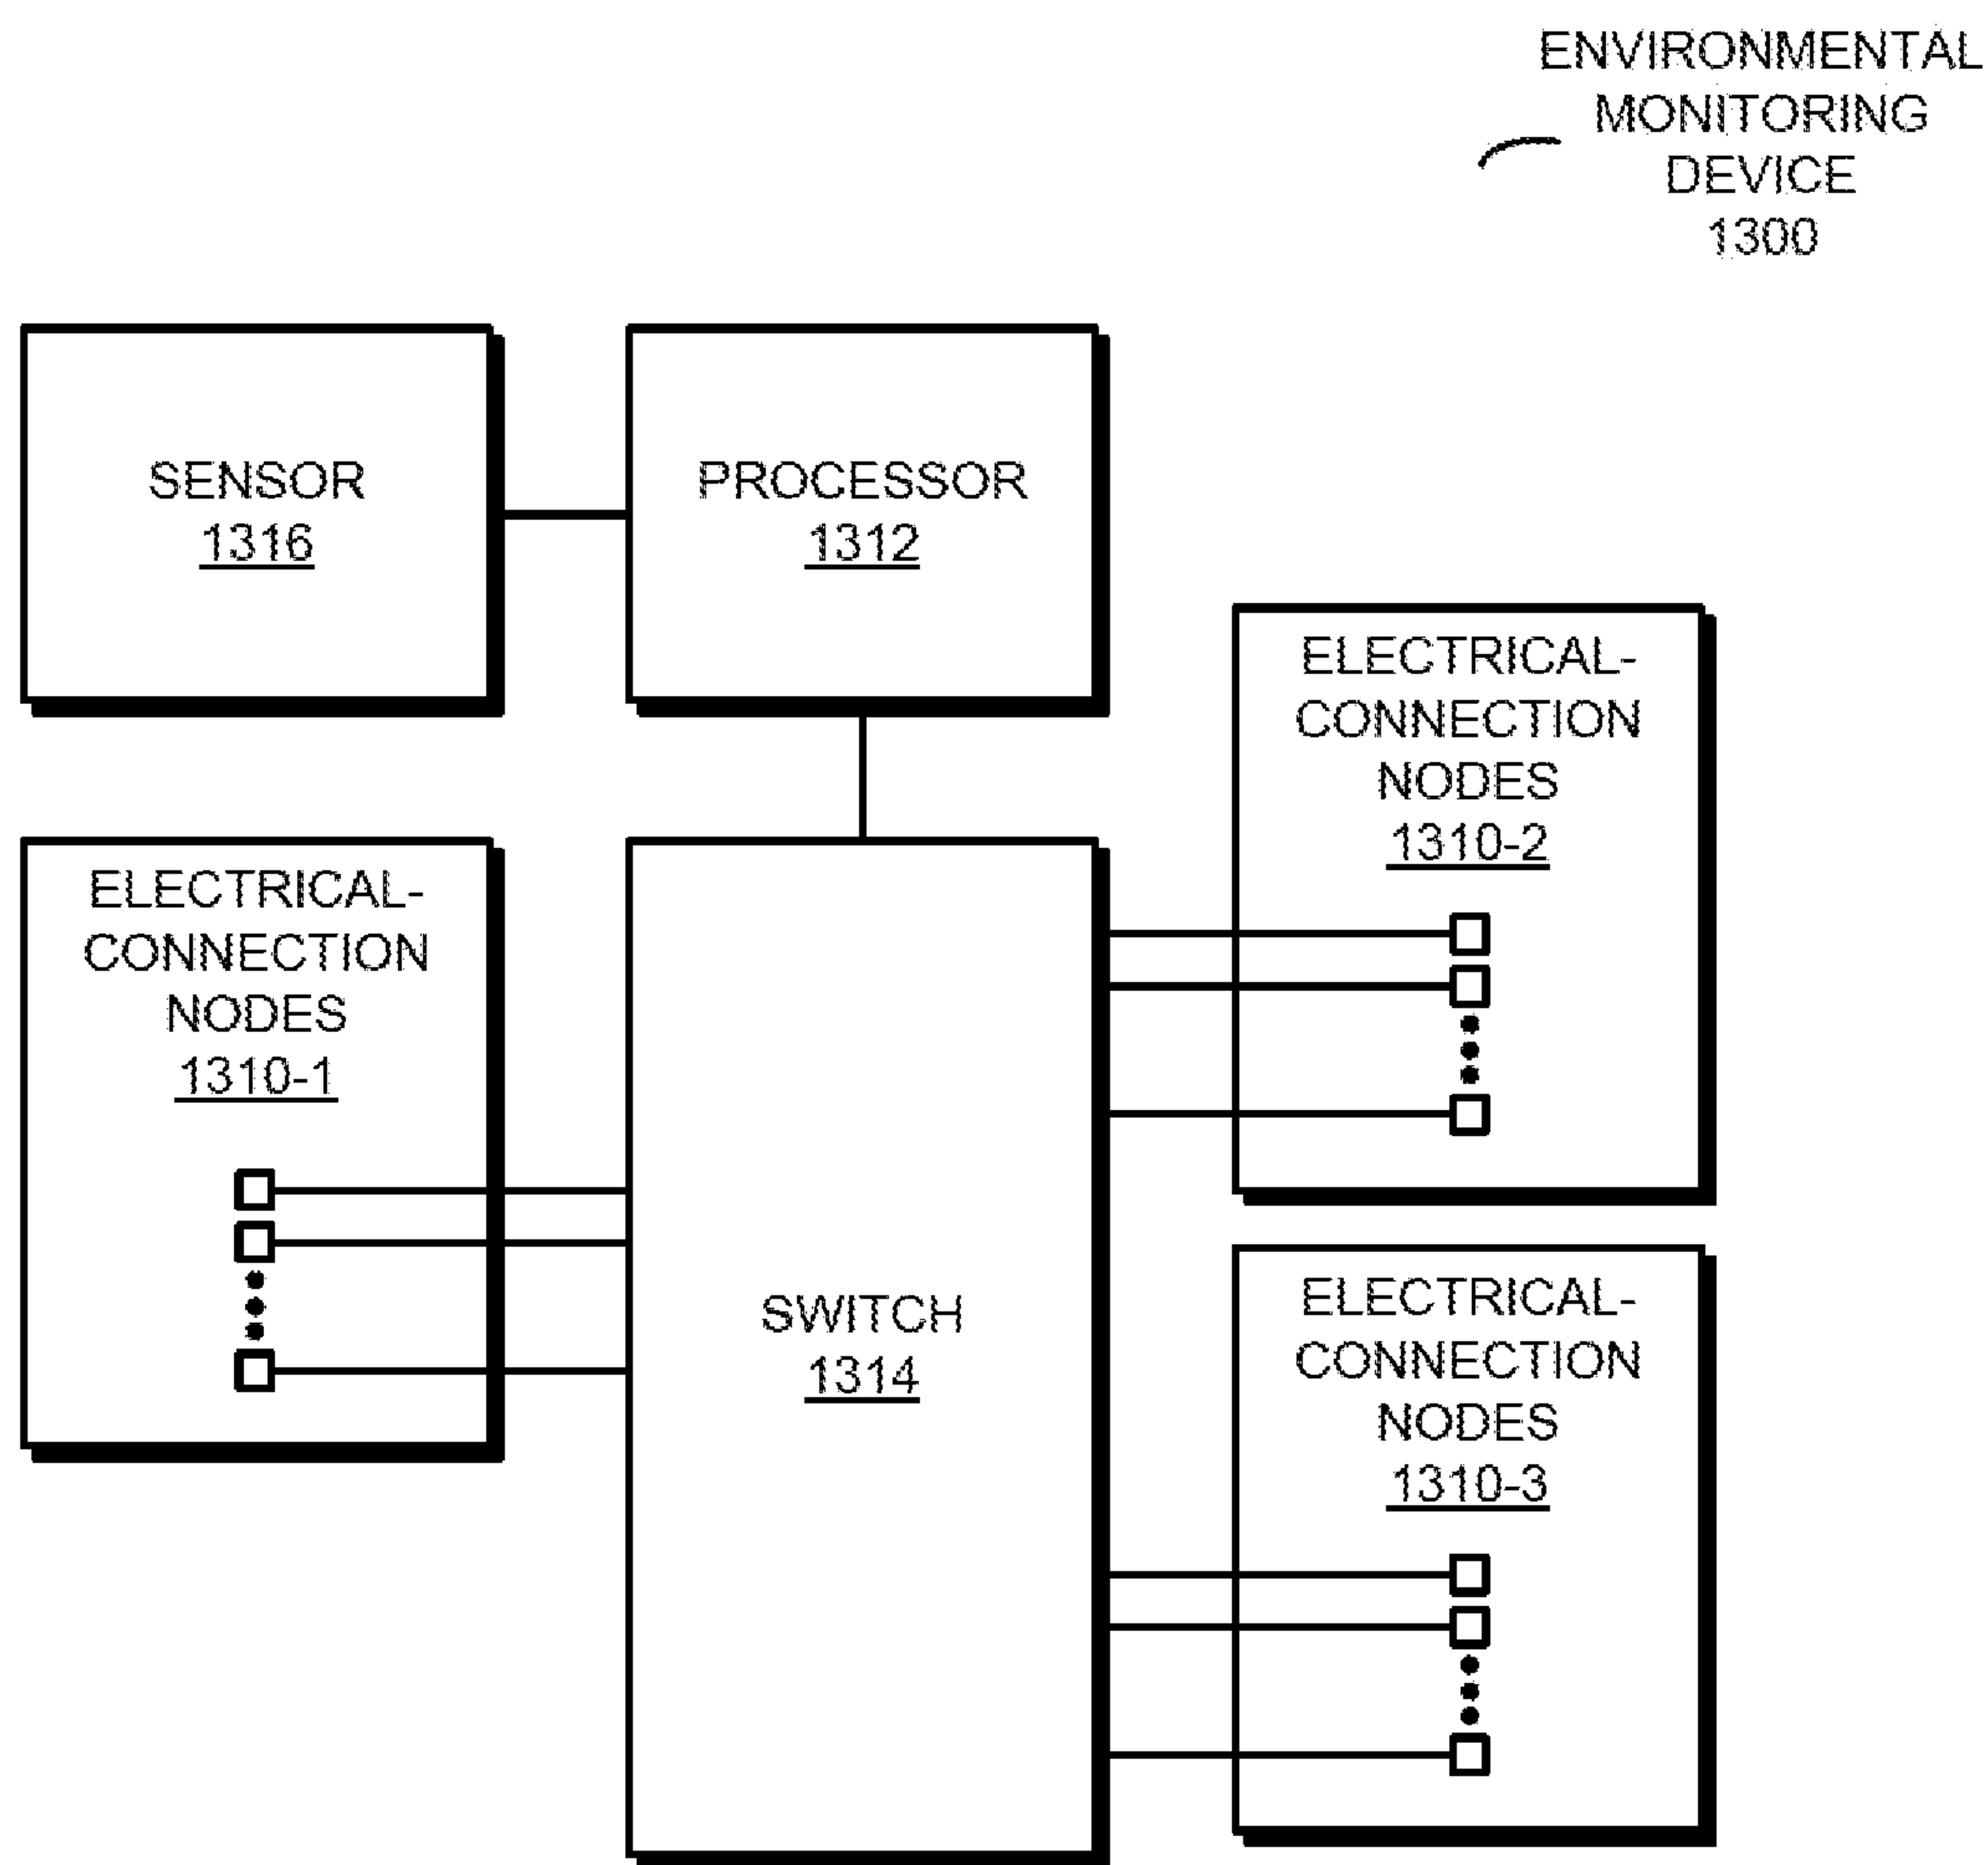 ENVIRONMENTAL
MONITORING
DEVICE
1300
SENSOR
1316
PROCESSOR
1312
ELECTRICAL-
CONNECTION
NODES
1310-2
ELECTRICAL-
CONNECTION
NODES
1310-1
SWITCH
1314
ELECTRICAL-
CONNECTION
NODES
1310-3